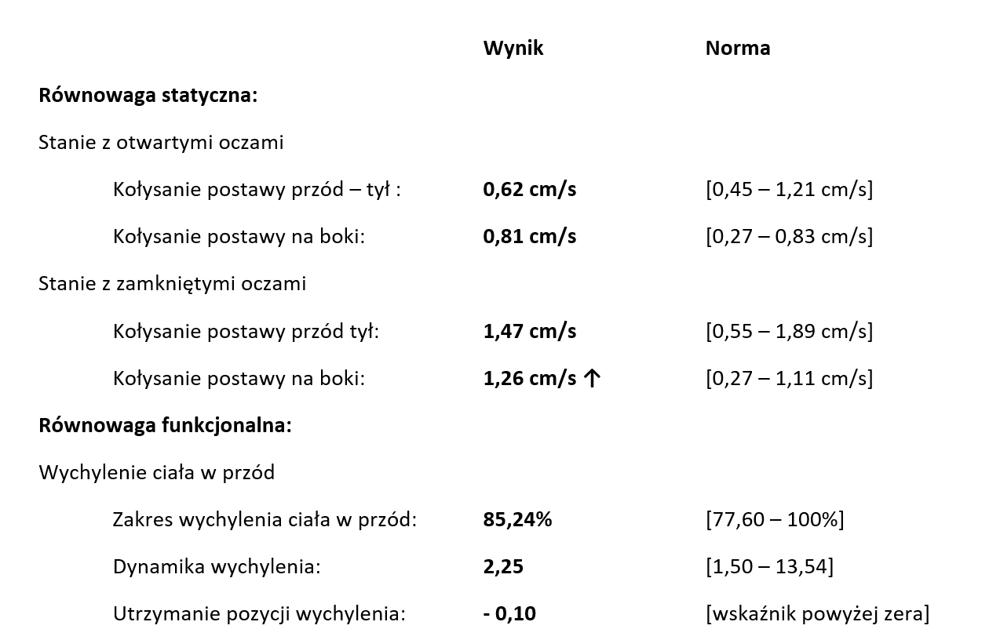 Wynik Norma
Równowaga statyczna:
Stanie z otwartymi oczami
Kołysanie postawy przód – tył : 0,62 cm/s [0,45 – 1,21 cm/s]
Kołysanie postawy na boki: 0,81 cm/s [0,27 – 0,83 cm/s]
Stanie z zamkniętymi oczami
Kołysanie postawy przód tył: 1,47 cm/s [0,55 – 1,89 cm/s]
Kołysanie postawy na boki: 1,26 cm/s ↑ [0,27 – 1,11 cm/s]
Równowaga funkcjonalna:
Wychylenie ciała w przód
Zakres wychylenia ciała w przód: 85,24% [77,60 – 100%]
Dynamika wychylenia: 2,25 [1,50 – 13,54]
Utrzymanie pozycji wychylenia: - 0,10 [wskaźnik powyżej zera]